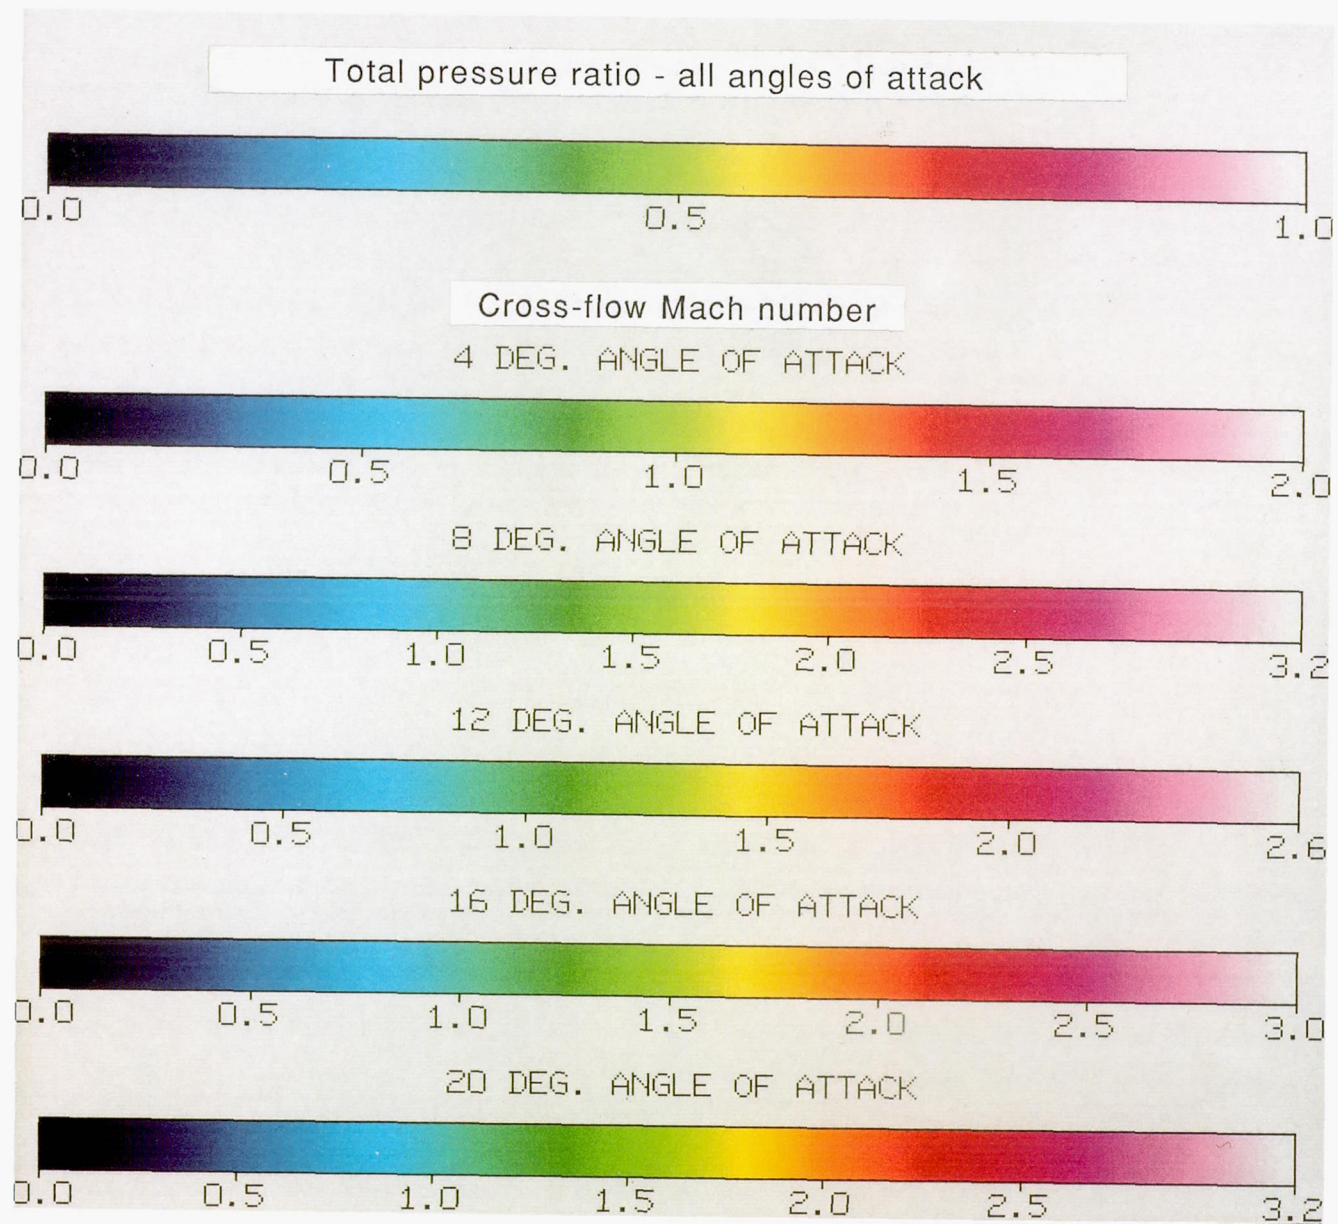 Total pressure ratio - all angles of attack
0.0 0.5 1.0
Cross-flow Mach number
4 DEG. ANGLE OF ATTACK
0.0 0.5 1.0 1.5 2.0
8 DEG. ANGLE OF ATTACK
0.0 0.5 1.0 1.5 2.0 2.5 3.2
12 DEG. ANGLE OF ATTACK
0.0 0.5 1.0 1.5 2.0 2.6
16 DEG. ANGLE OF ATTACK
0.0 0.5 1.0 1.5 2.0 2.5 3.0
20 DEG. ANGLE OF ATTACK
0.0 0.5 1.0 1.5 2.0 2.5 3.2